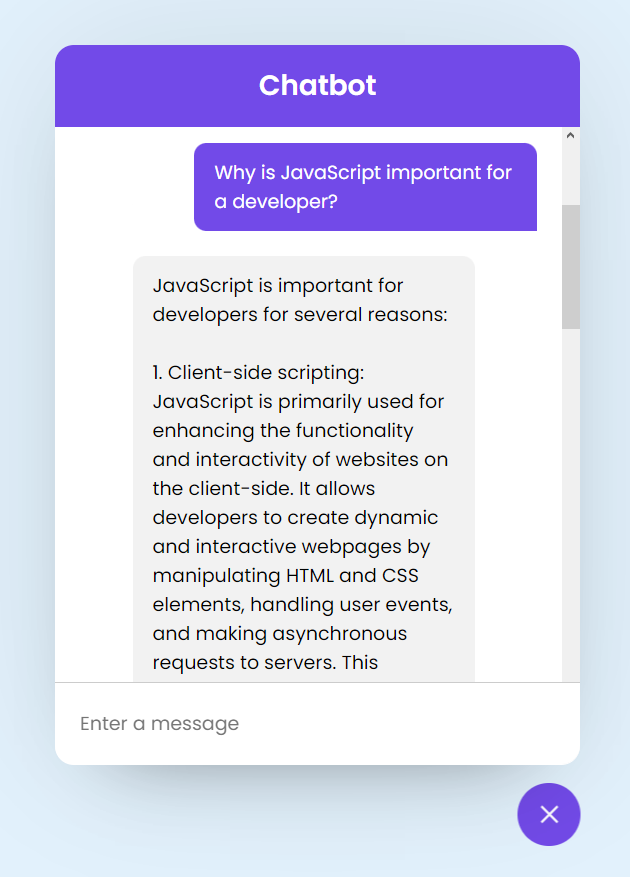 Chatbot
Why is JavaScript important for
a developer?
JavaScript is important for
developers for several reasons:
1. Client-side scripting:
JavaScript is primarily used for
enhancing the functionality
and interactivity of websites on
the client-side. It allows
developers to create dynamic
and interactive webpages by
manipulating HTML and CSS
elements, handling user events,
and making asynchronous
requests to servers. This
Enter a message